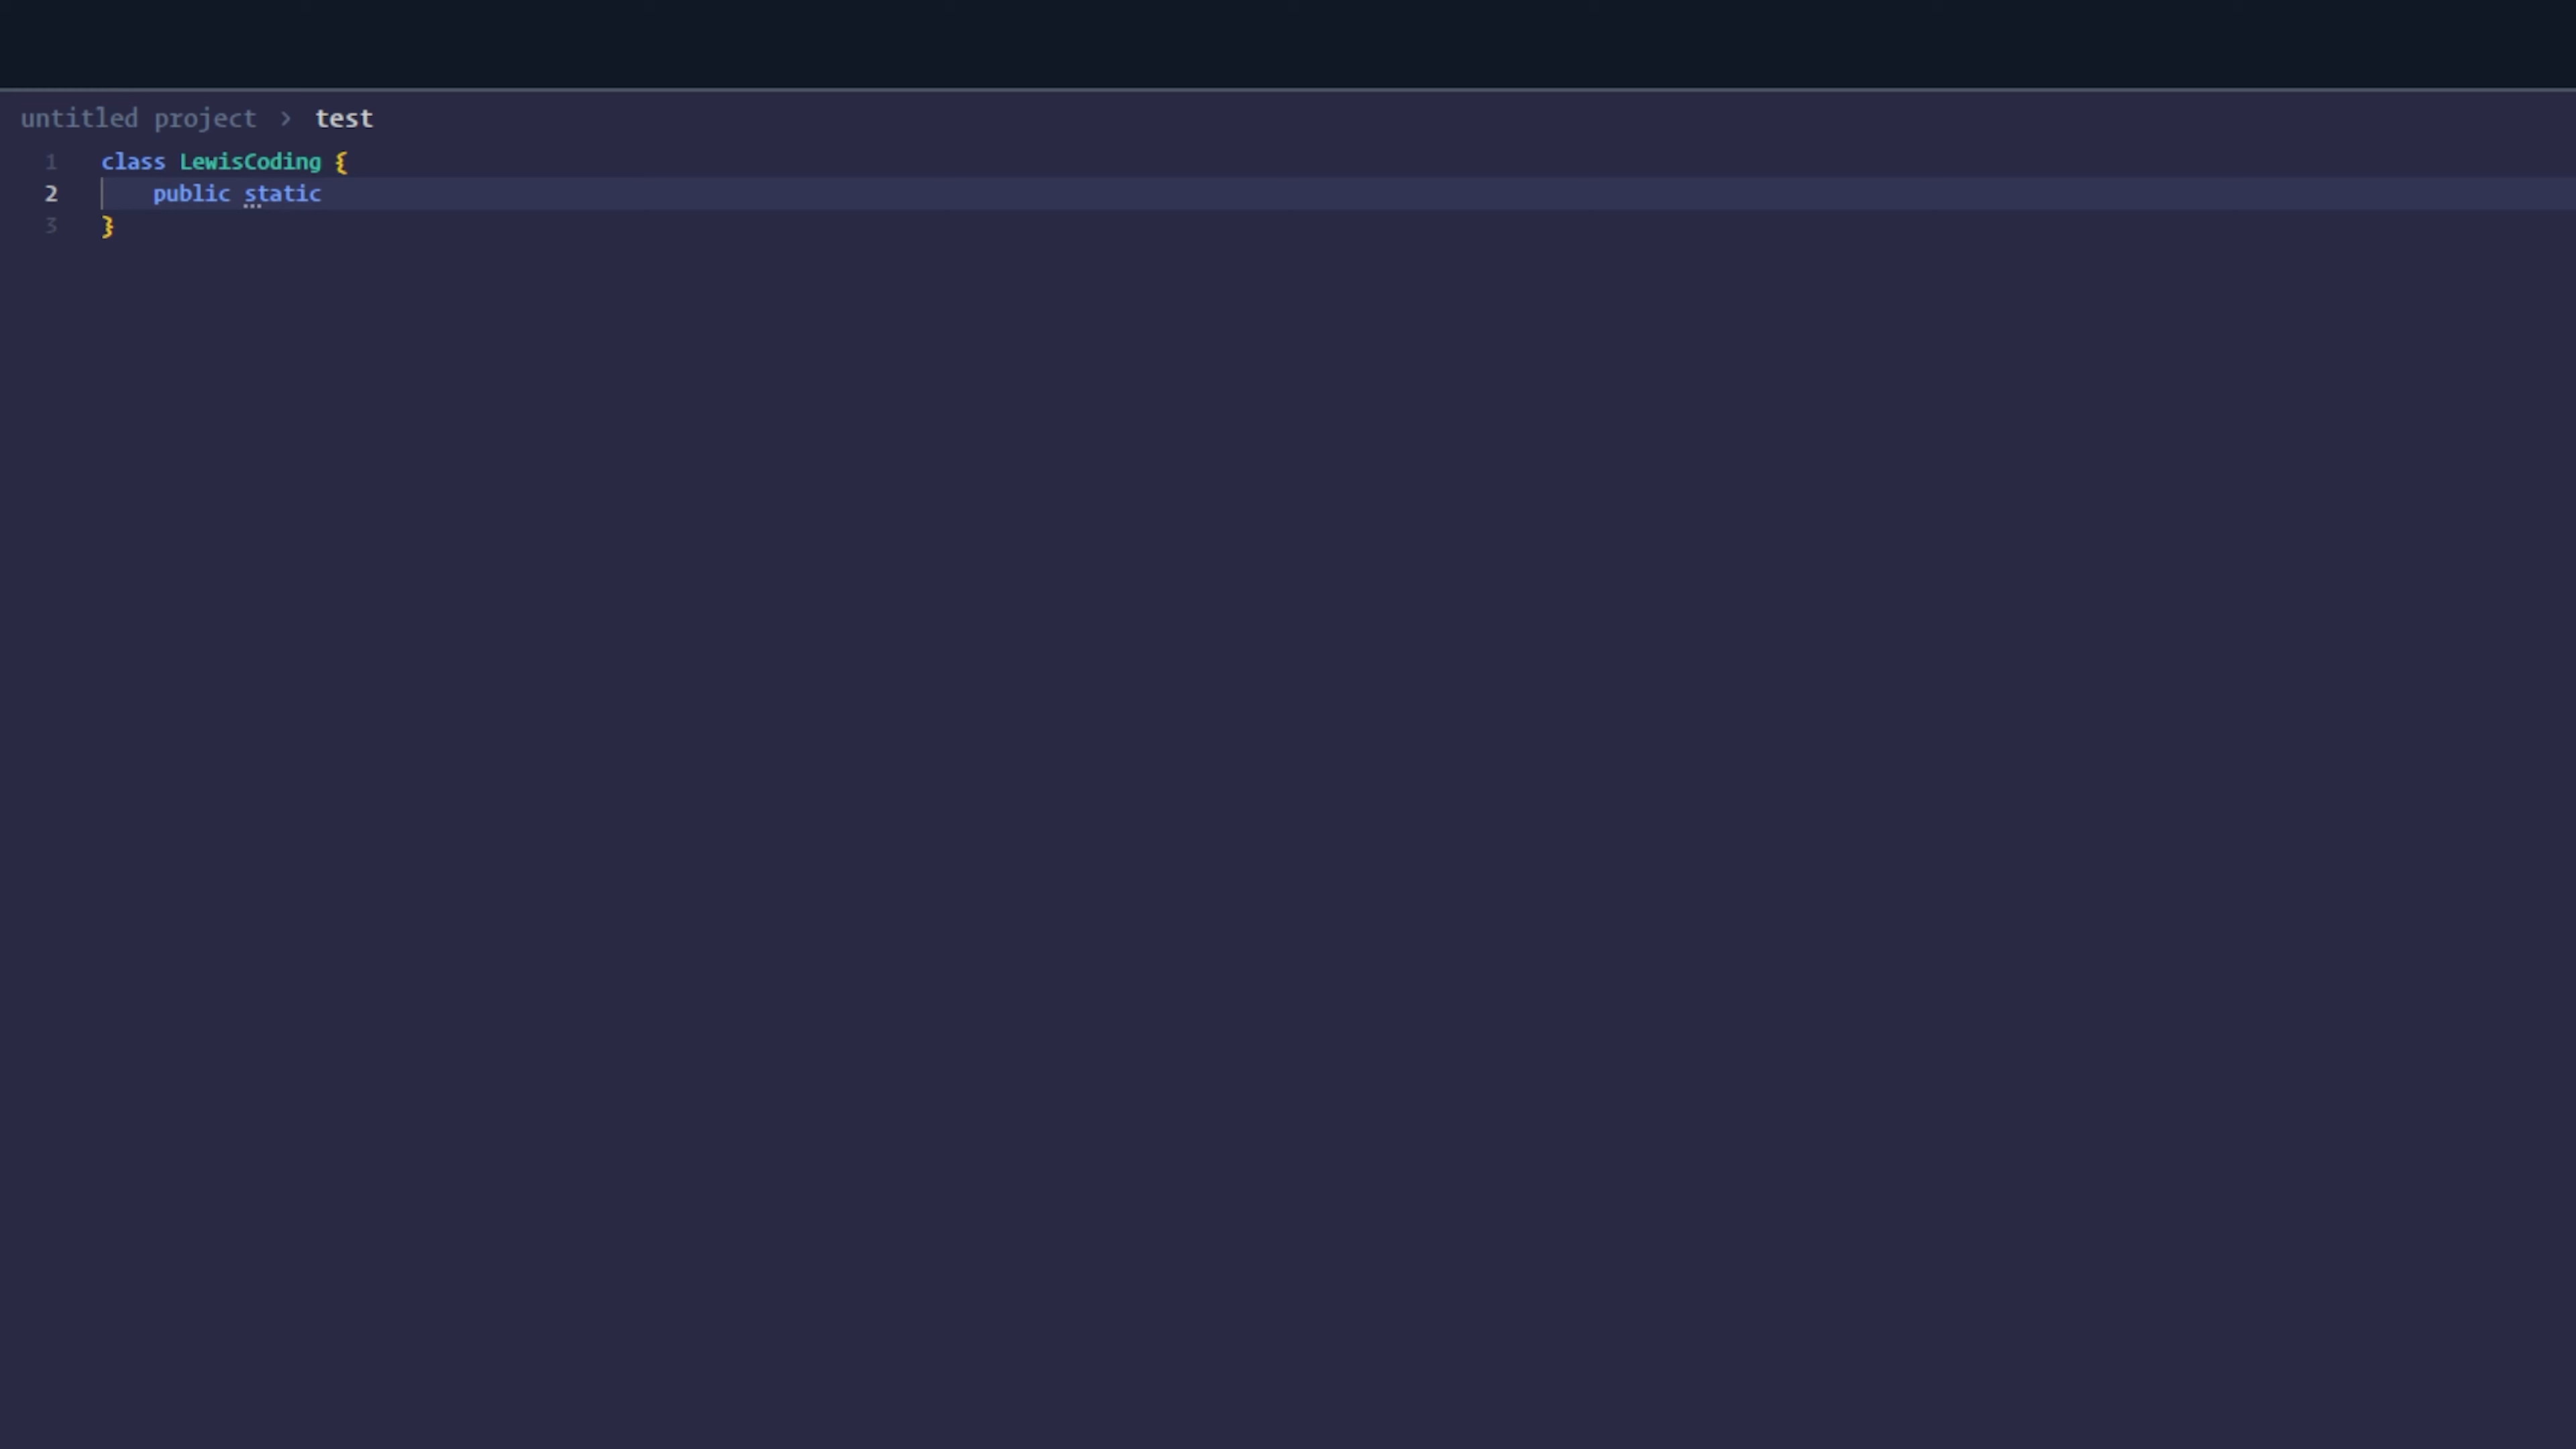 untitled project > test
1 class LewisCoding {
2 public static
3 }